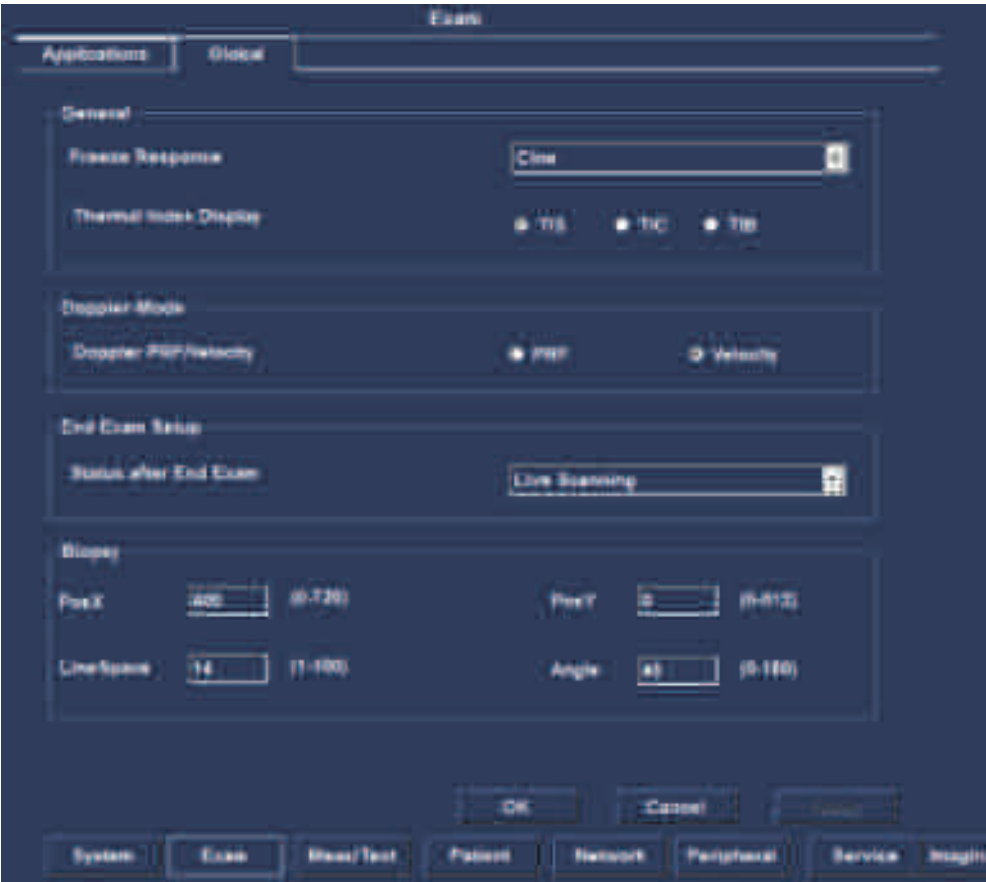 Exam
Applications Global
General
Freeze Response Cine
Thermal Index Display TIS TIC TIB
Doppler Mode
Doppler PRF/Velocity PRF Velocity
End Exam Setup
Status after End Exam Live Scanning
Biopsy
PosX (0-720) PosY 0
LineSpace 14 (1-100) Angle (0-180)
OK Cancel
System Exam Meas/Text Patient Network Peripheral Service Imagin